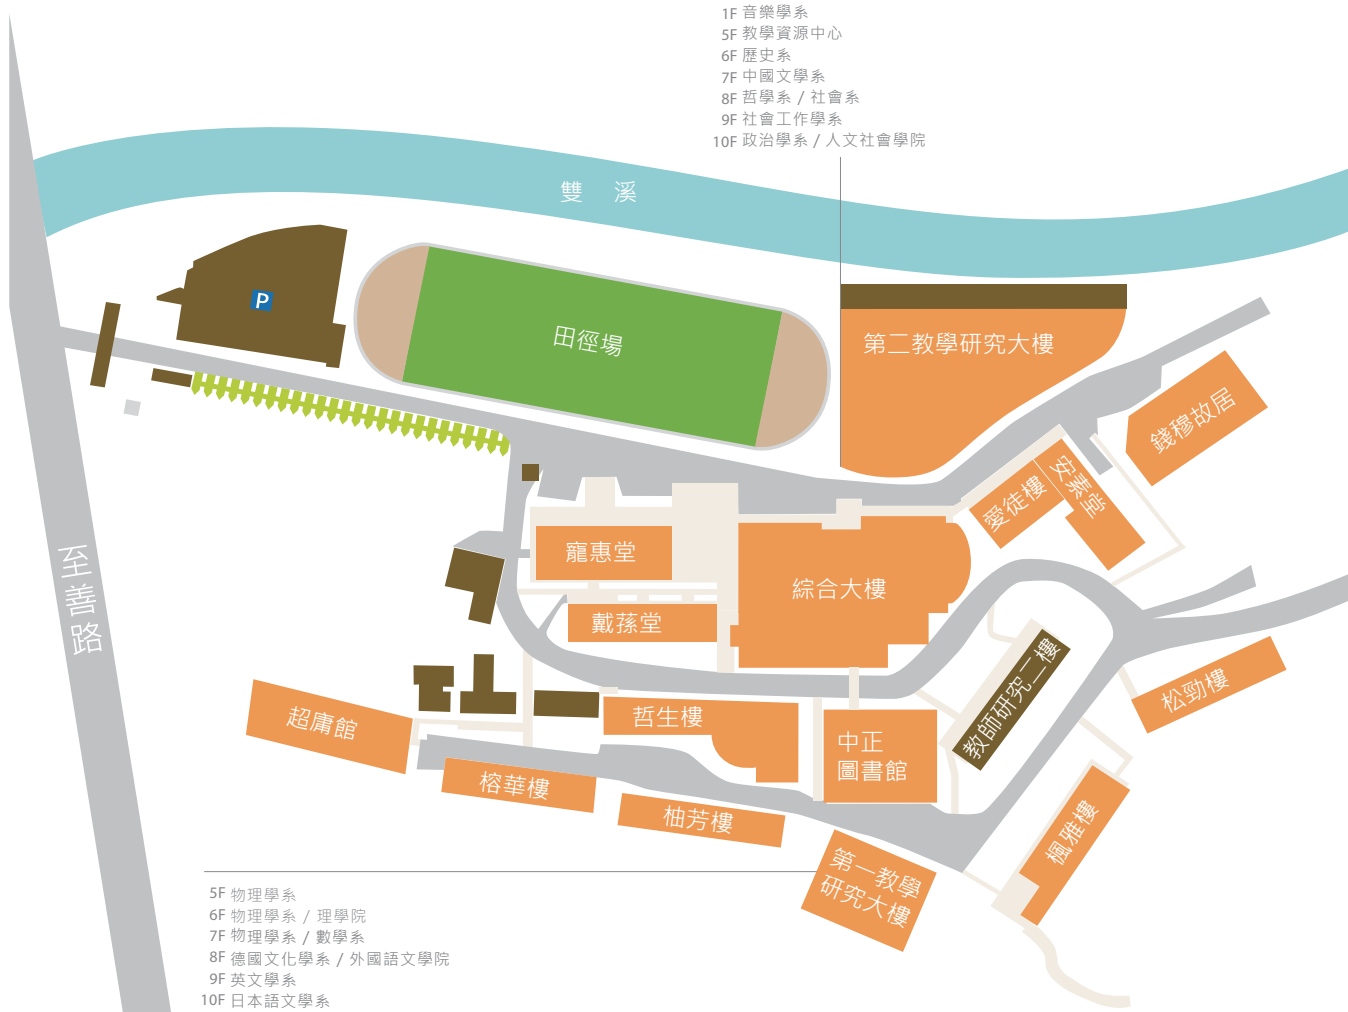 1F 音樂學系
5F 教學資源中心
6F 歷史系
7F 中國文學系
8F 哲學系 / 社會系
9F 社會工作學系
10F 政治學系 / 人文社會學院
雙 溪
P
田徑場
第二教學研究大樓
錢穆故居
安素堂
愛徒樓
寵惠堂
綜合大樓
戴蓀堂
至善路
教師研究二樓
松勁樓
超庸館
哲生樓
中正
圖書館
榕華樓
柚芳樓
楓雅樓
第一教學
研究大樓
5F 物理學系
6F 物理學系 / 理學院
7F 物理學系 / 數學系
8F 德國文化學系 / 外國語文學院
9F 英文學系
10F 日本語文學系